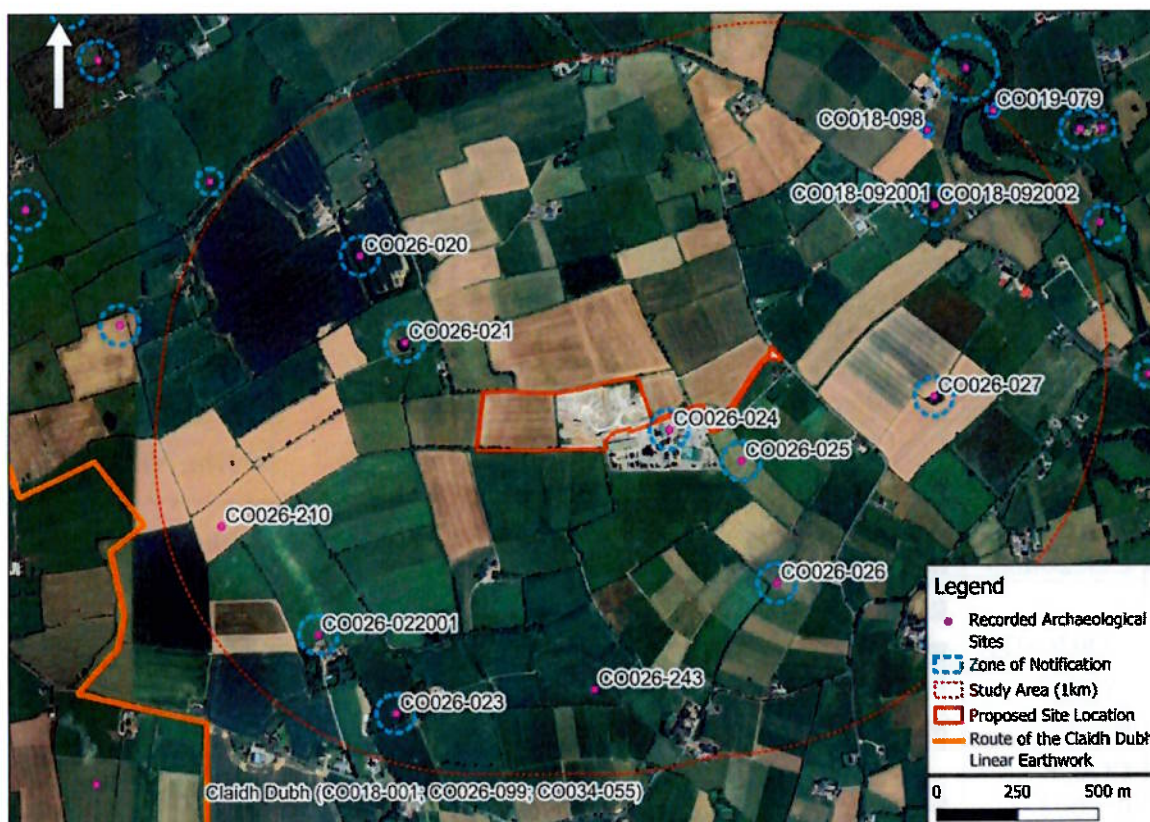 CO019-079
CO018-098
CO018-092001
CO018-092002
CO026-020
CO026-021
CO026-027
CO026-024
CO026-025
CO026-210
CO026-026
CO026-022001
CO026-243
CO026-023
Claidh Dubh (CO018-001; CO026-099; CO034-055)
Legend
Recorded Archaeological
Sites
Zone of Notification
Study Area (1km)
Proposed Site Location
Route of the Claidh Dubh
Linear Earthwork
0 250 500 m